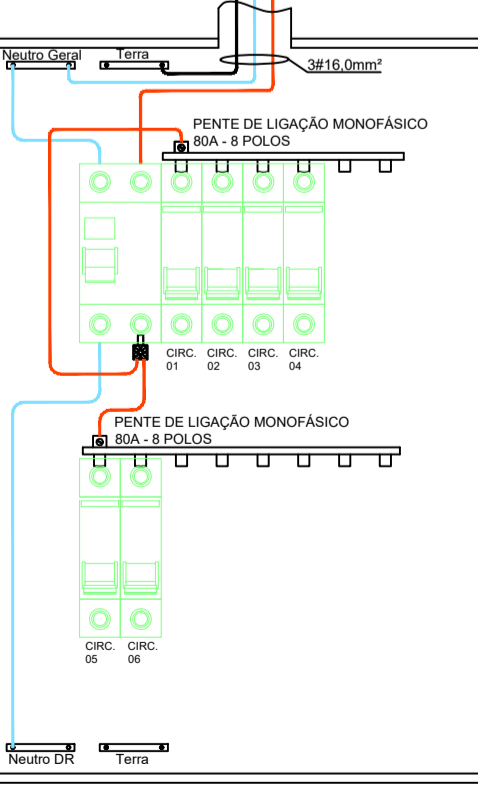 Neutro Geral
Terra
3#16,0mm²
PENTE DE LIGAÇÃO MONOFÁSICO
80A - 8 POLOS
CIRC.
01
CIRC.
02
CIRC.
03
CIRC.
04
PENTE DE LIGAÇÃO MONOFÁSICO
80A - 8 POLOS
CIRC.
05
CIRC.
06
Neutro DR
Terra